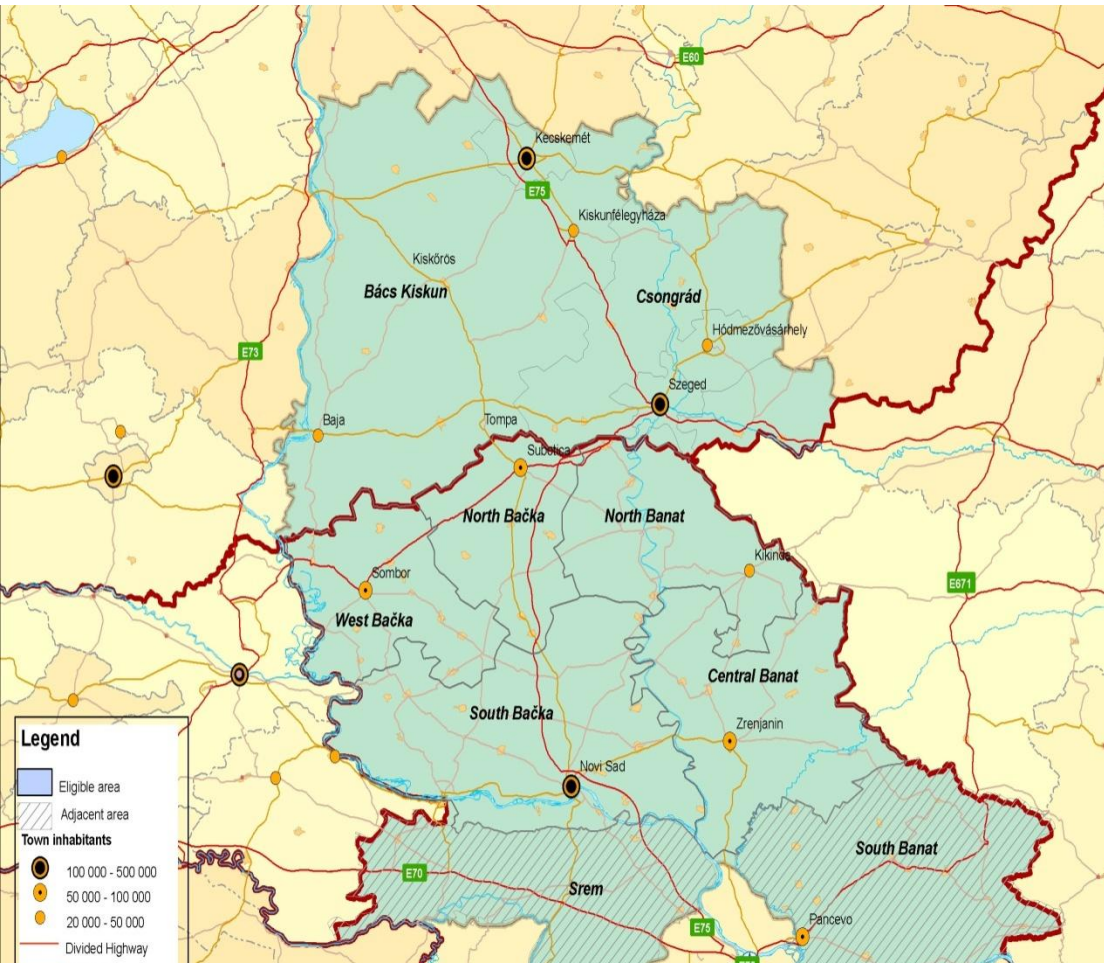 E60
Kecskemét
E75
Kiskunfélegyháza
Kiskőrös
Bács Kiskun
Csongrád
Hódmezővásárhely
E73
Szeged
Baja
Tompa
Subotica
North Bačka
North Banat
Kikinda
E671
Sombor
West Bačka
Central Banat
South Bačka
Zrenjanin
Novi Sad
South Banat
E70
Srem
E75
Pancevo
Legend
Eligible area
Adjacent area
Town inhabitants
100 000 - 500 000
50 000 - 100 000
20 000 - 50 000
Divided Highway